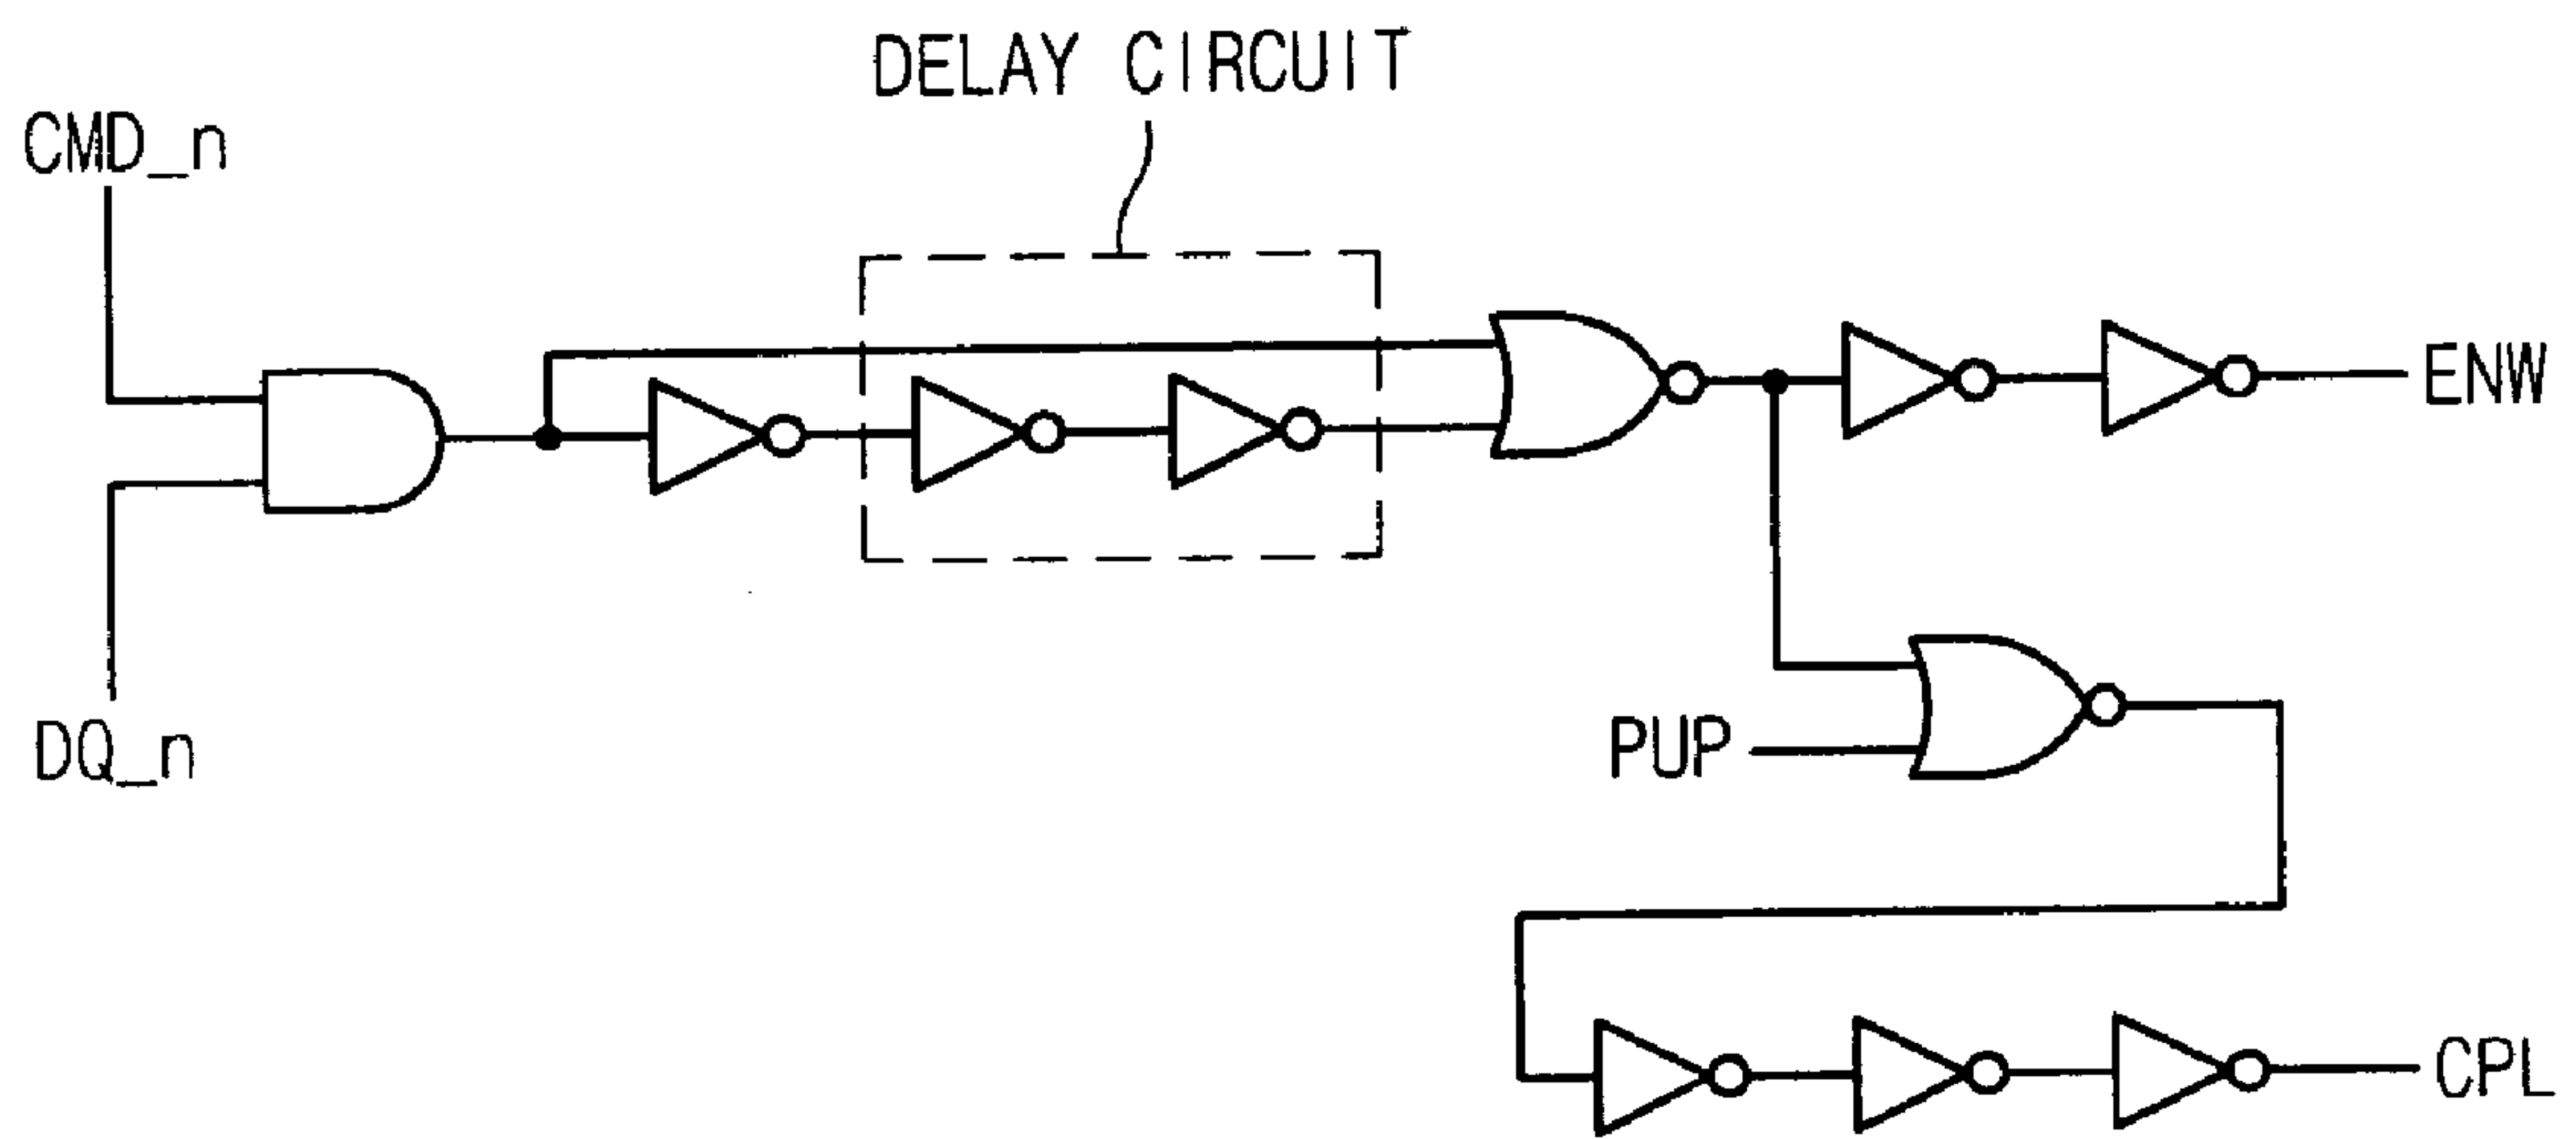 DELAY CIRCUIT
CMD_n
ENW
DQ_n
PUP
CPL